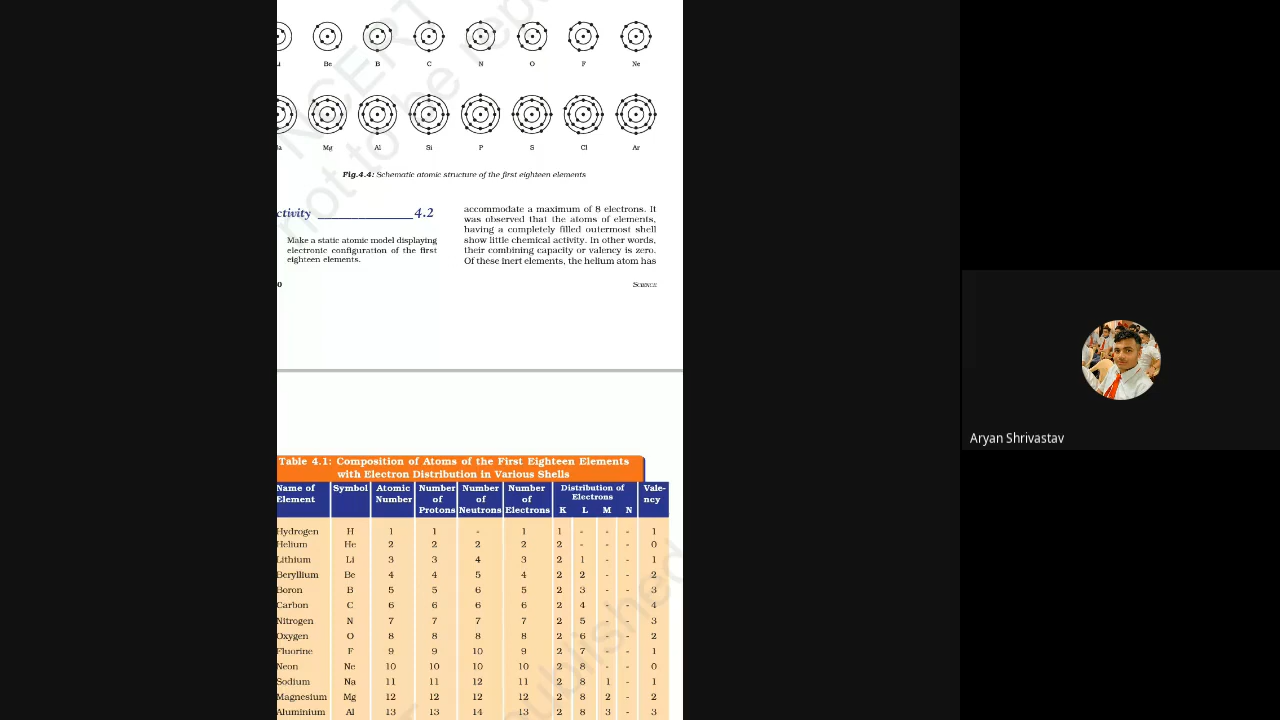 Be B C N O F Ne
Mg Al Si P S Cl Ar
Fig.4.4: Schematic atomic structure of the first eighteen elements
ctivity ______________4.2
Make a static atomic model displaying
electronic configuration of the first
eighteen elements.
0
accommodate a maximum of 8 electrons. It
was observed that the atoms of elements,
having a completely filled outermost shell
show little chemical activity. In other words,
their combining capacity or valency is zero.
Of these inert elements, the helium atom has
SCIENCE
Table 4.1: Composition of Atoms of the First Eighteen Elements
with Electron Distribution in Various Shells
Name of Element Symbol Atomic Number Number of Protons Number of Neutrons Number of Electrons Distribution of Electrons K L M N Vale-ncy
Hydrogen H 1 1 - 1 1 - - - 1
Helium He 2 2 2 2 2 - - - 0
Lithium Li 3 3 4 3 2 1 - - 1
Beryllium Be 4 4 5 4 2 2 - - 2
Boron B 5 5 6 5 2 3 - - 3
Carbon C 6 6 6 6 2 4 - - 4
Nitrogen N 7 7 7 7 2 5 - - 3
Oxygen O 8 8 8 8 2 6 - - 2
Fluorine F 9 9 10 9 2 7 - - 1
Neon Ne 10 10 10 10 2 8 - - 0
Sodium Na 11 11 12 11 2 8 1 - 1
Magnesium Mg 12 12 12 12 2 8 2 - 2
Aluminium Al 13 13 14 13 2 8 3 - 3
NCERT
not to be rep
published
Aryan Shrivastav